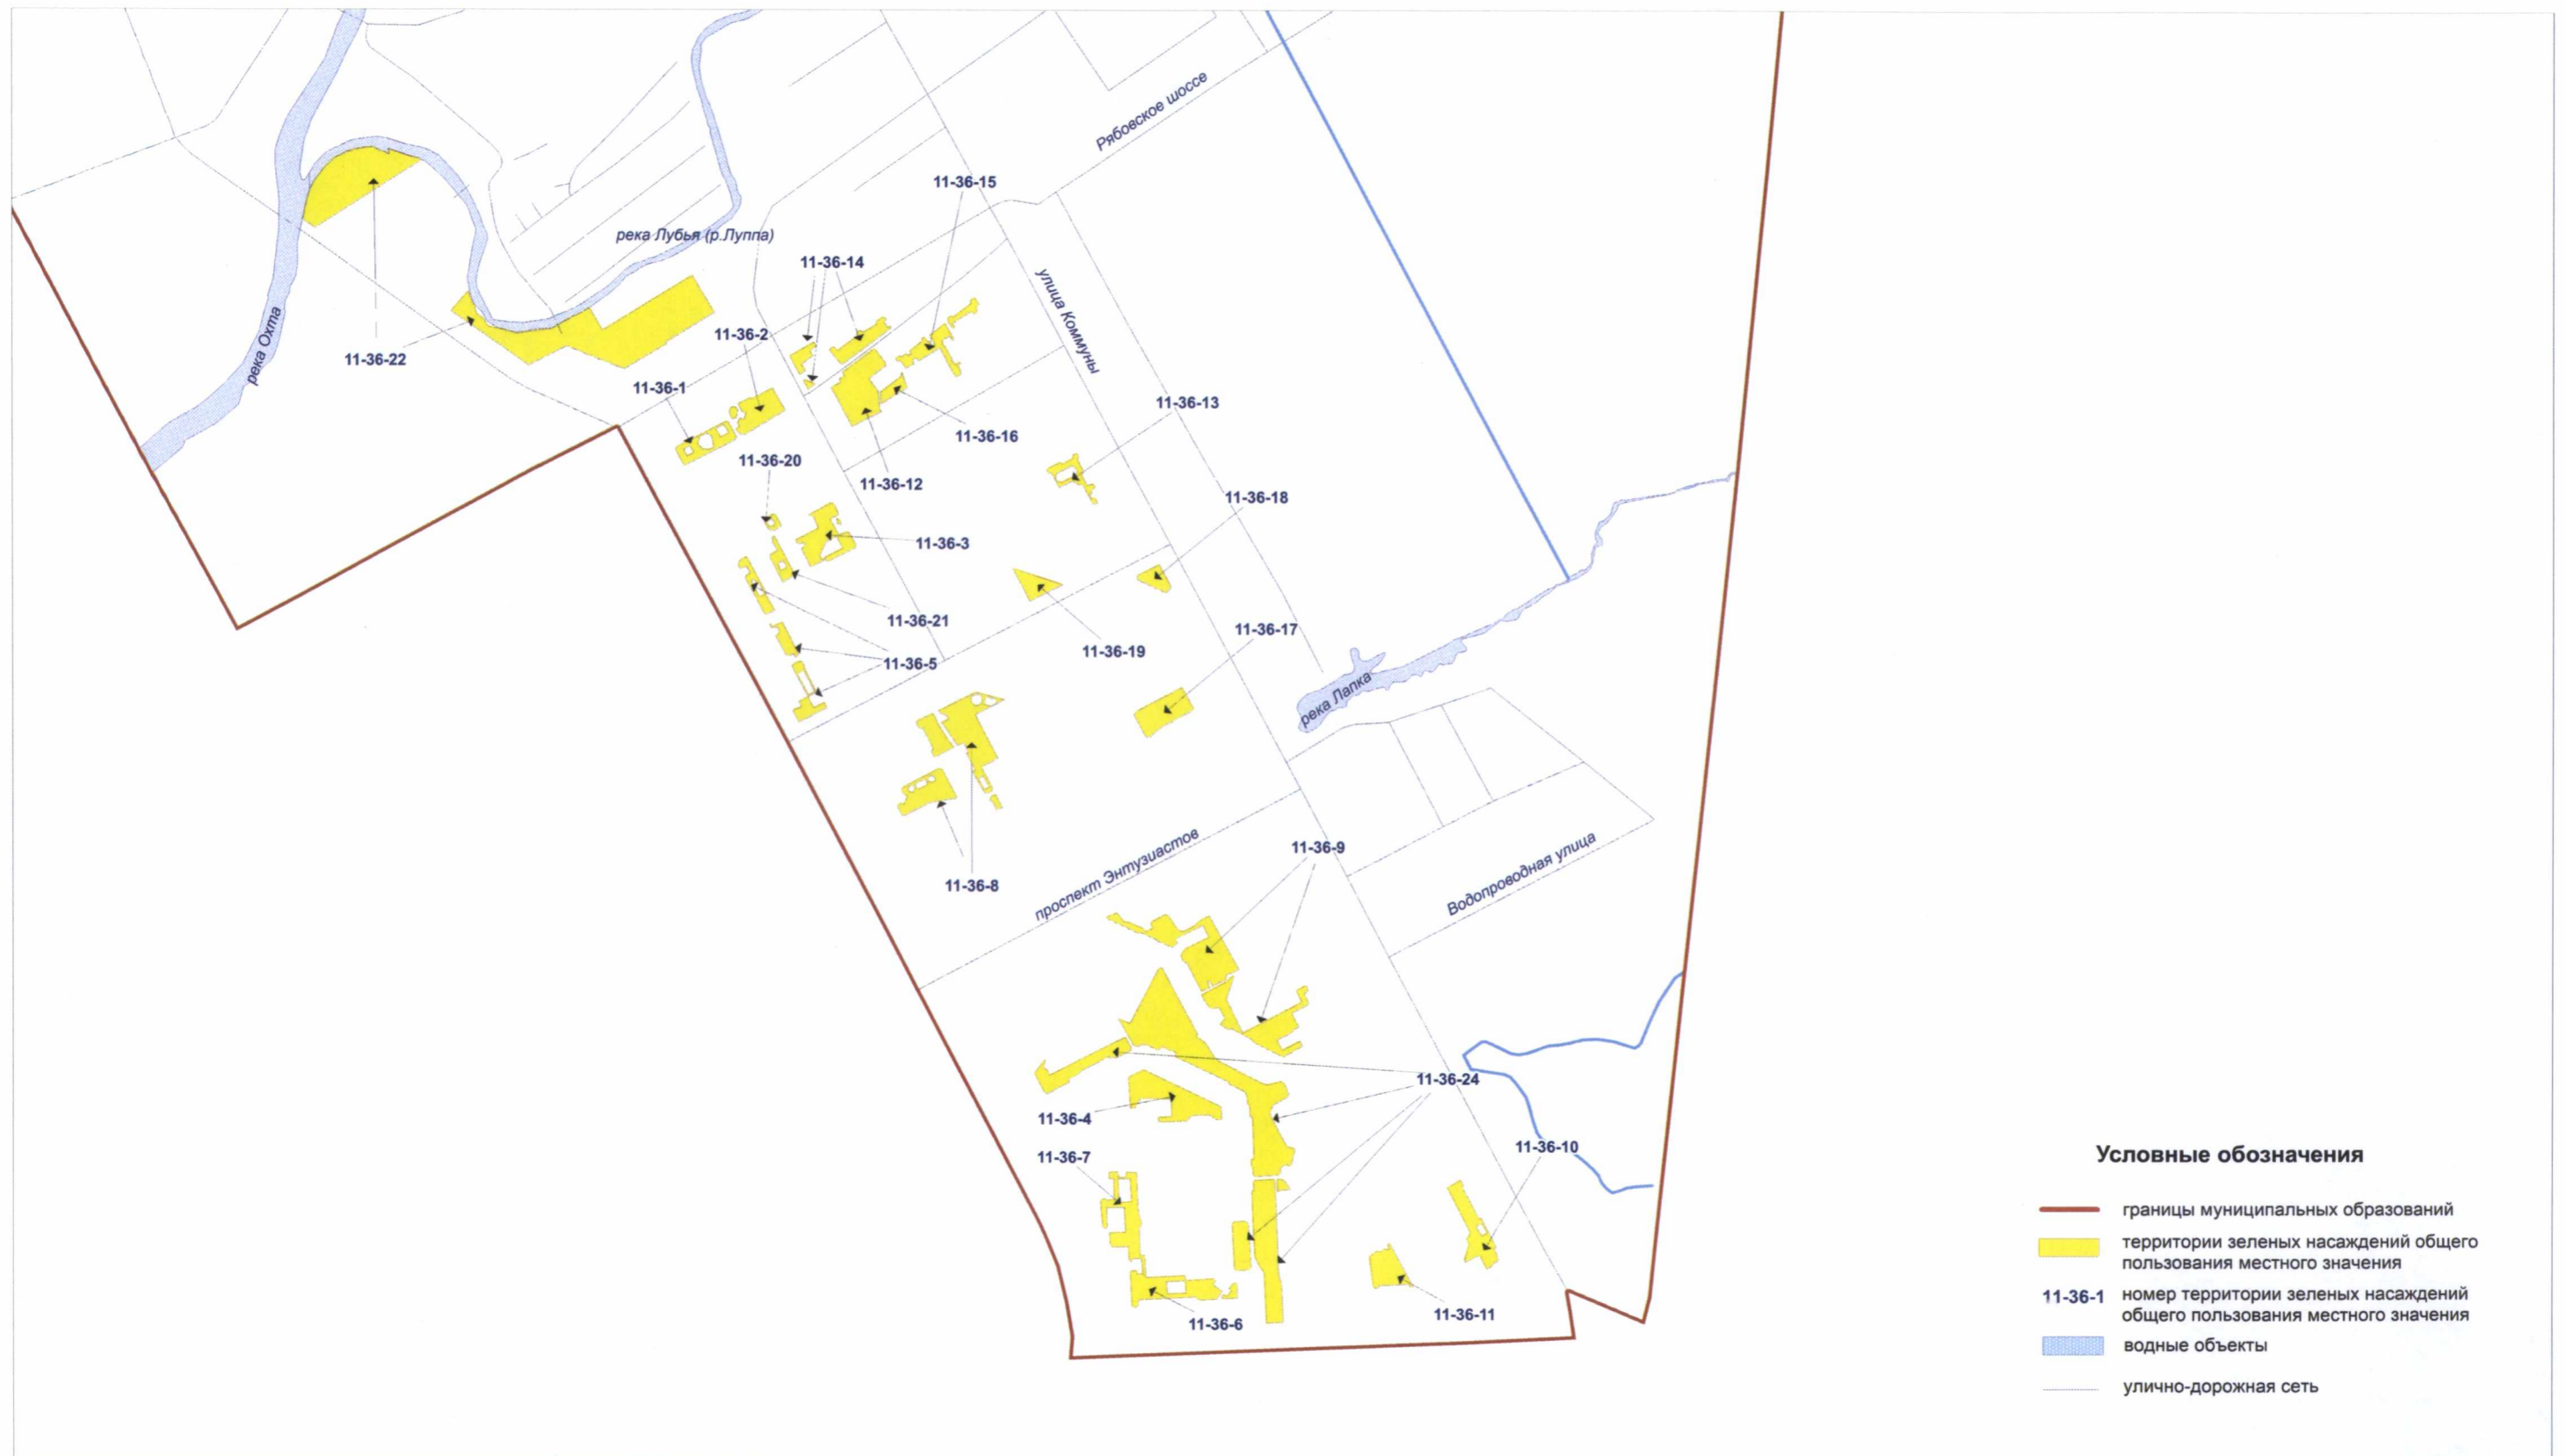 Рябовское шоссе
11-36-15
река Лубья (р.Луппа)
11-36-14
улица Коммуны
река Охта
11-36-2
11-36-22
11-36-1
11-36-13
11-36-16
11-36-20
11-36-12
11-36-18
11-36-3
11-36-21
11-36-17
11-36-19
11-36-5
река Лапка
проспект Энтузиастов
11-36-9
Водопроводная улица
11-36-8
11-36-24
11-36-4
11-36-10
11-36-7
11-36-11
11-36-6
Условные обозначения
границы муниципальных образований
территории зеленых насаждений общего
пользования местного значения
11-36-1 номер территории зеленых насаждений
общего пользования местного значения
водные объекты
улично-дорожная сеть